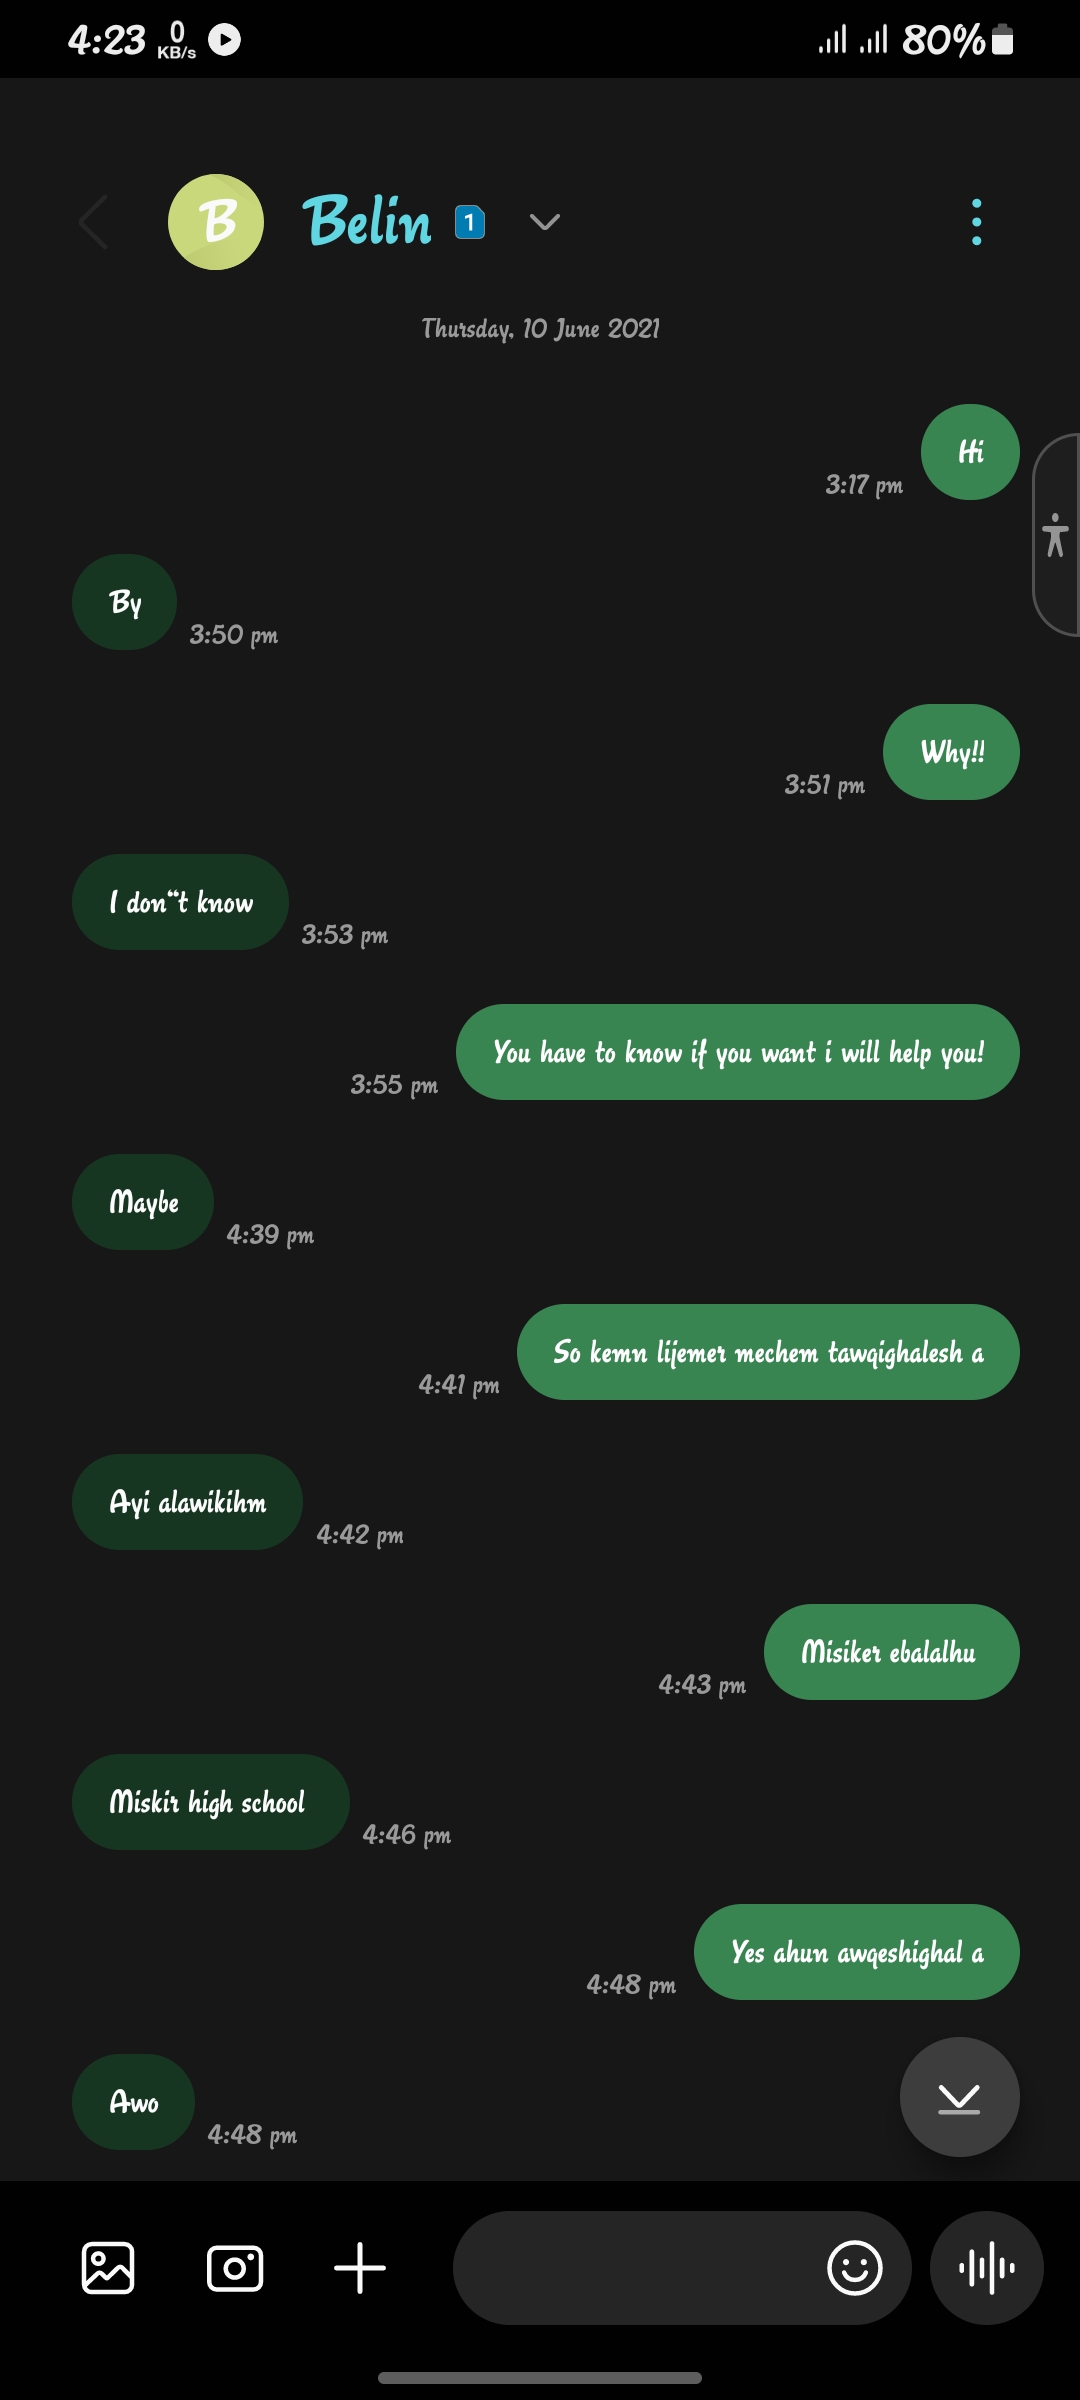 4:23 0 KB/s 80%
B Belin 1
Thursday, 10 June 2021
Hi
3:17 pm
By
3:50 pm
Why!!
3:51 pm
I don““t know
3:53 pm
You have to know if you want i will help you!
3:55 pm
Maybe
4:39 pm
So kemn lijemer mechem tawqighalesh a
4:41 pm
Ayi alawikihm
4:42 pm
Misiker ebalalhu
4:43 pm
Miskir high school
4:46 pm
Yes ahun awqeshighal a
4:48 pm
Awo
4:48 pm